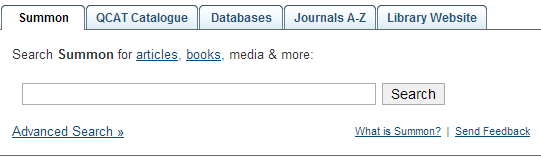 Summon QCAT Catalogue Databases Journals A-Z Library Website
Search Summon for articles, books, media & more:
Search
Advanced Search » What is Summon? | Send Feedback